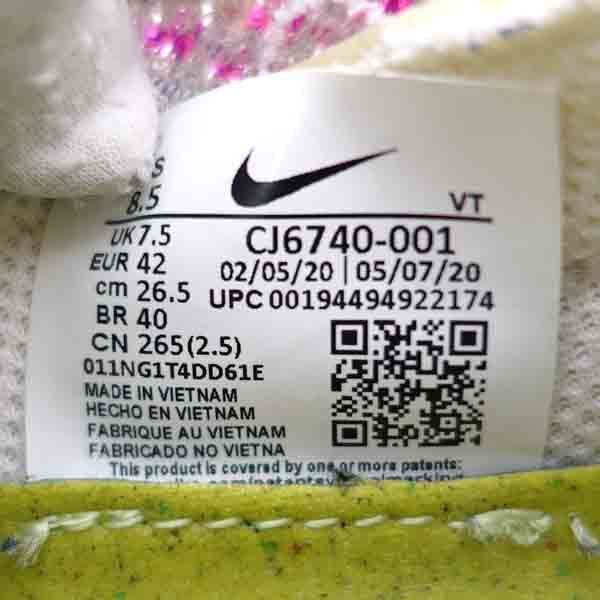 S
8.5
VT
UK 7.5
CJ6740-001
EUR 42
02/05/20 | 05/07/20
cm 26.5
UPC 00194494922174
BR 40
CN 265(2.5)
011NG1T4DD61E
MADE IN VIETNAM
HECHO EN VIETNAM
FABRIQUE AU VIETNAM
FABRICADO NO VIETNA
This product is covered by one or more patents: